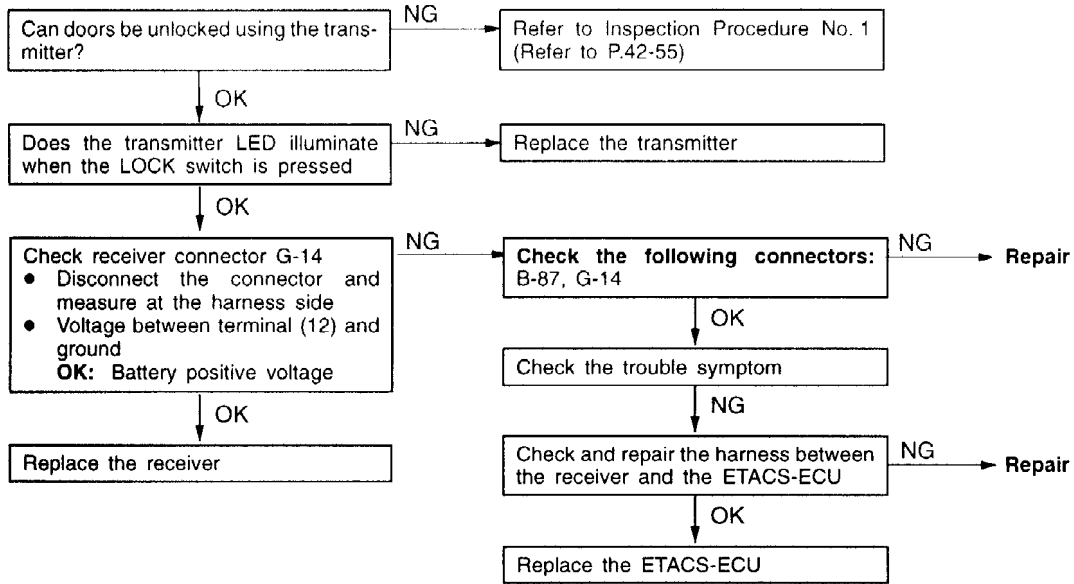 Can doors be unlocked using the trans-
mitter?
NG
Refer to Inspection Procedure No. 1
(Refer to P.42-55)
OK
Does the transmitter LED illuminate
when the LOCK switch is pressed
NG
Replace the transmitter
OK
Check receiver connector G-14
● Disconnect the connector and
measure at the harness side
● Voltage between terminal (12) and
ground
OK: Battery positive voltage
NG
Check the following connectors:
B-87, G-14
NG
Repair
OK
Check the trouble symptom
NG
OK
Replace the receiver
Check and repair the harness between
the receiver and the ETACS-ECU
NG
Repair
OK
Replace the ETACS-ECU